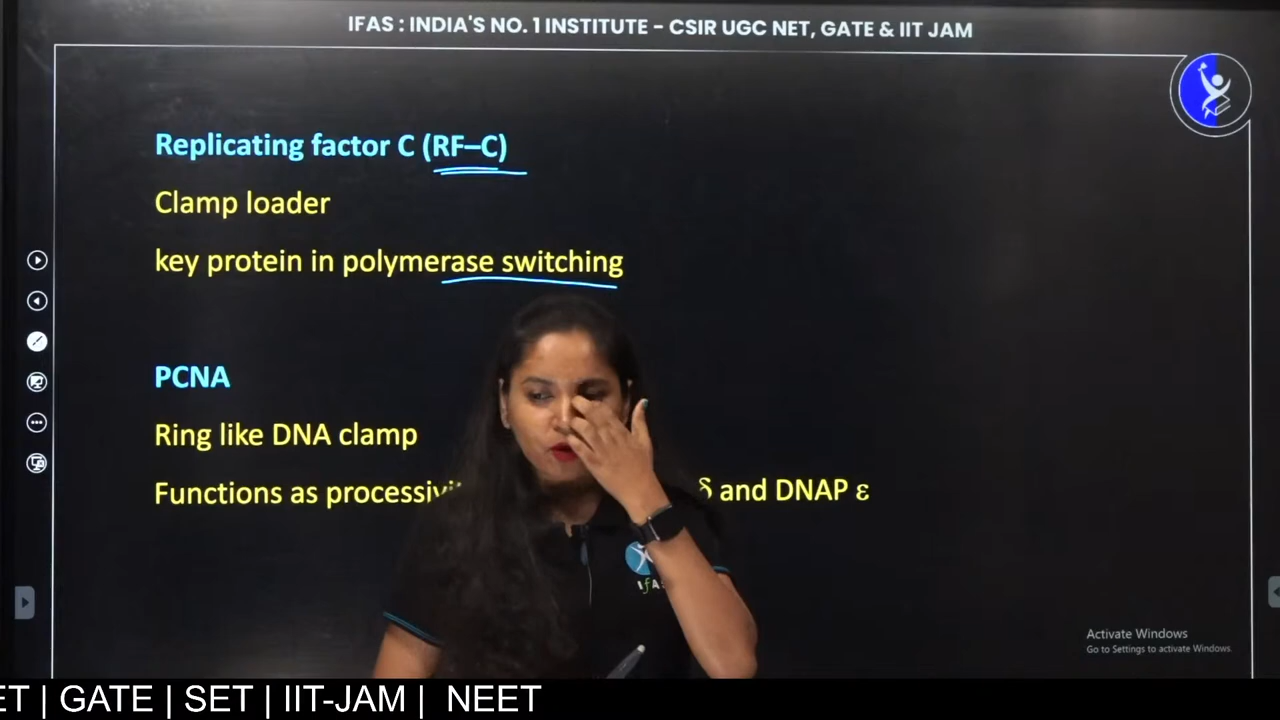 IFAS : INDIA'S NO. 1 INSTITUTE – CSIR UGC NET, GATE & IIT JAM
Replicating factor C (RF–C)
Clamp loader
key protein in polymerase switching
PCNA
Ring like DNA clamp
Functions as δ and DNAP ε
Activate Windows
Go to Settings to activate Windows.
| GATE | SET | IIT-JAM | NEET